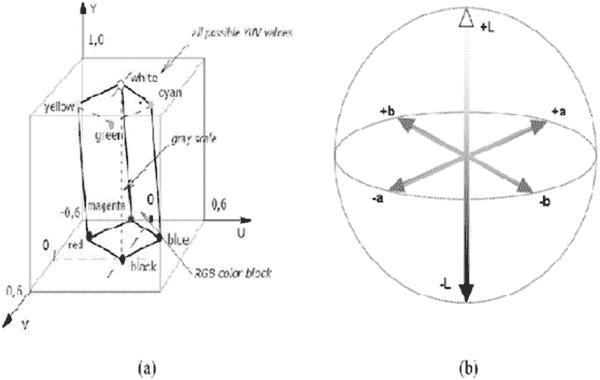 Y
1,0
all possible YUV values
white
yellow
cyan
green
gray scale
magenta
0
-0,6
0,6
U
red
blue
0
black
RGB color block
0,6
V
(a)
+L
+b
+a
-a
-b
-L
(b)